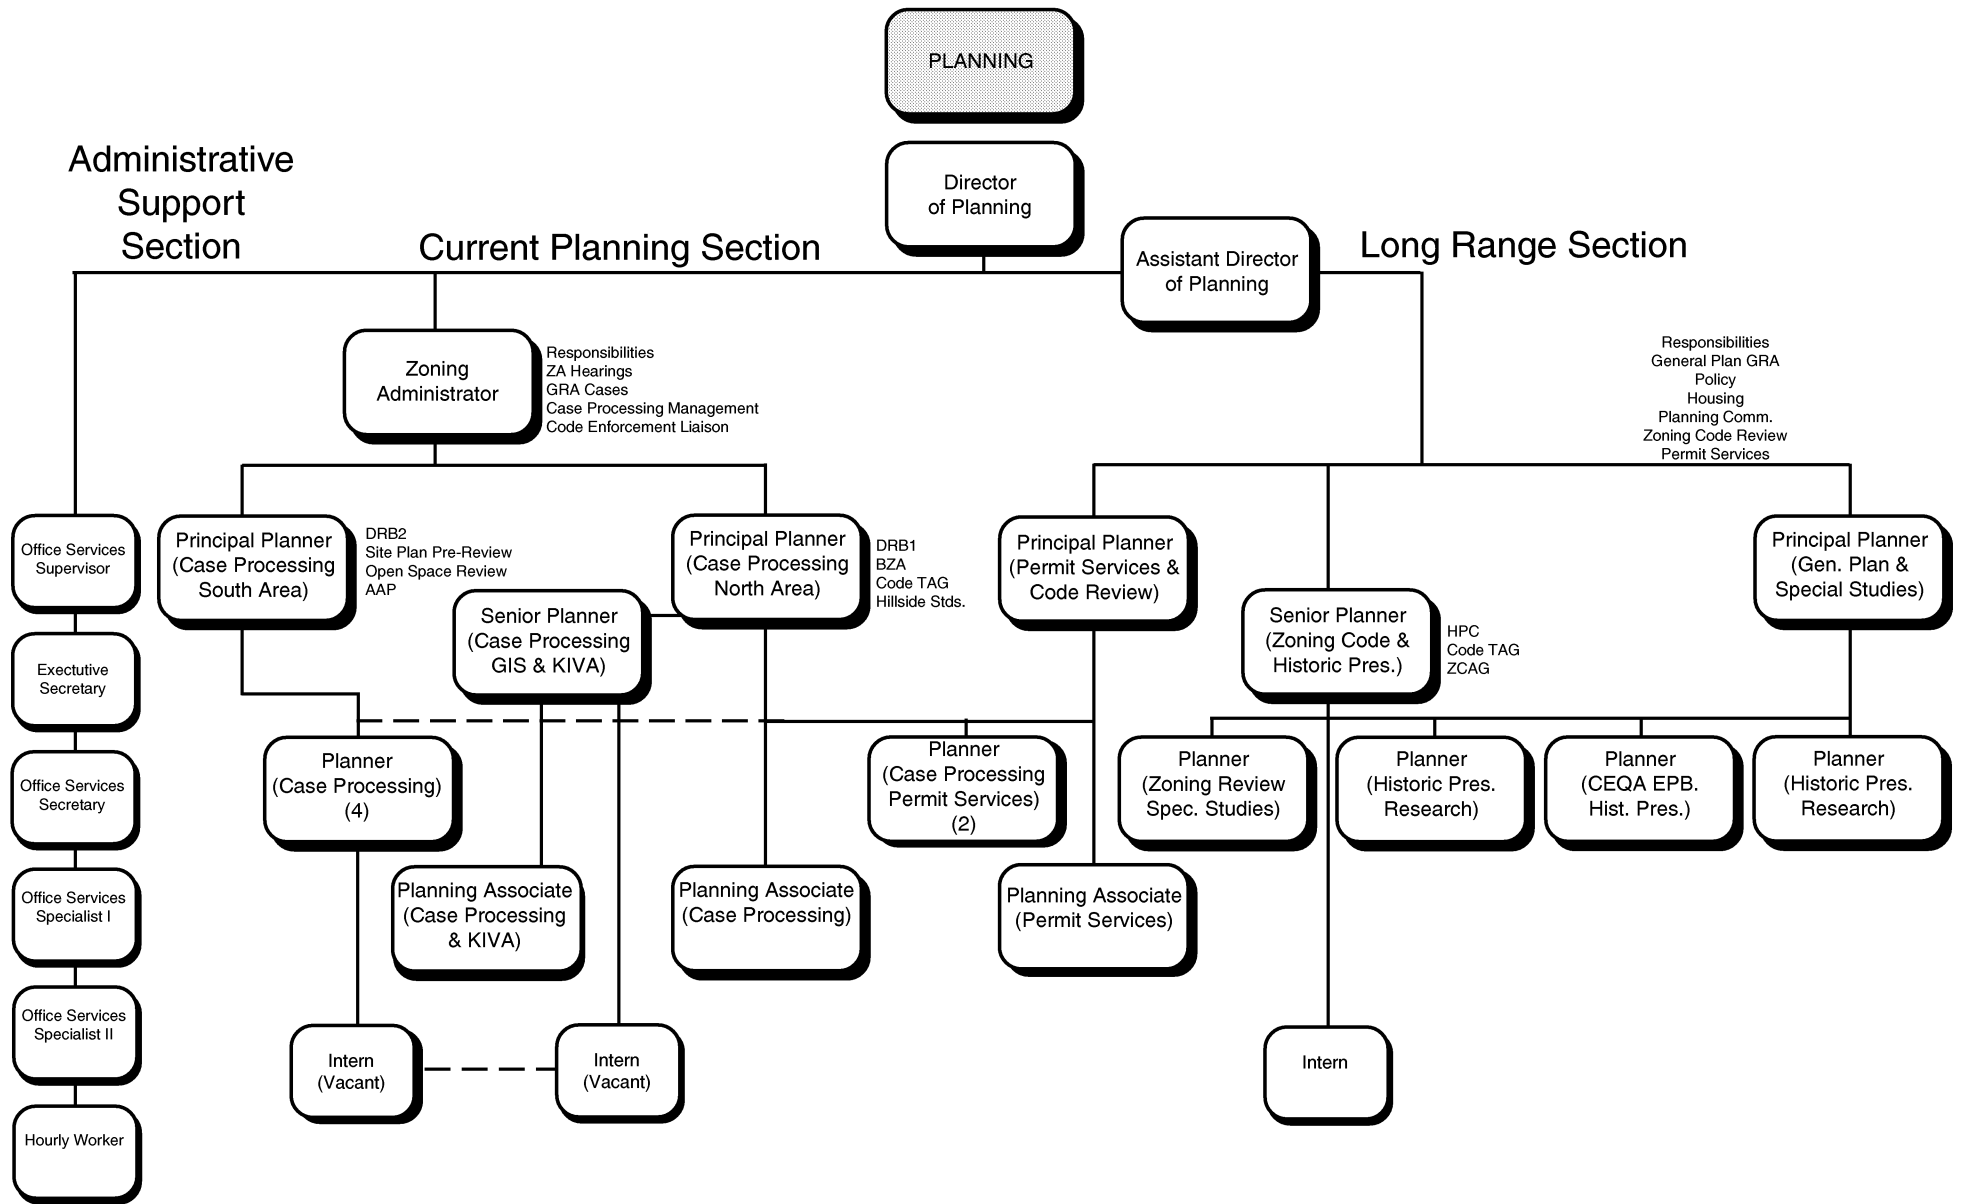 PLANNING
Director
of Planning
Administrative
Support
Section
Current Planning Section
Assistant Director
of Planning
Long Range Section
Zoning
Administrator
Responsibilities
ZA Hearings
GRA Cases
Case Processing Management
Code Enforcement Liaison
Responsibilities
General Plan GRA
Policy
Housing
Planning Comm.
Zoning Code Review
Permit Services
Office Services
Supervisor
Principal Planner
(Case Processing
South Area)
DRB2
Site Plan Pre-Review
Open Space Review
AAP
Senior Planner
(Case Processing
GIS & KIVA)
Principal Planner
(Case Processing
North Area)
DRB1
BZA
Code TAG
Hillside Stds.
Principal Planner
(Permit Services &
Code Review)
Senior Planner
(Zoning Code &
Historic Pres.)
HPC
Code TAG
ZCAG
Principal Planner
(Gen. Plan &
Special Studies)
Exectutive
Secretary
Office Services
Secretary
Planner
(Case Processing)
(4)
Planner
(Case Processing
Permit Services)
(2)
Planner
(Zoning Review
Spec. Studies)
Planner
(Historic Pres.
Research)
Planner
(CEQA EPB.
Hist. Pres.)
Planner
(Historic Pres.
Research)
Office Services
Specialist I
Planning Associate
(Case Processing
& KIVA)
Planning Associate
(Case Processing)
Planning Associate
(Permit Services)
Office Services
Specialist II
Intern
(Vacant)
Intern
(Vacant)
Intern
Hourly Worker